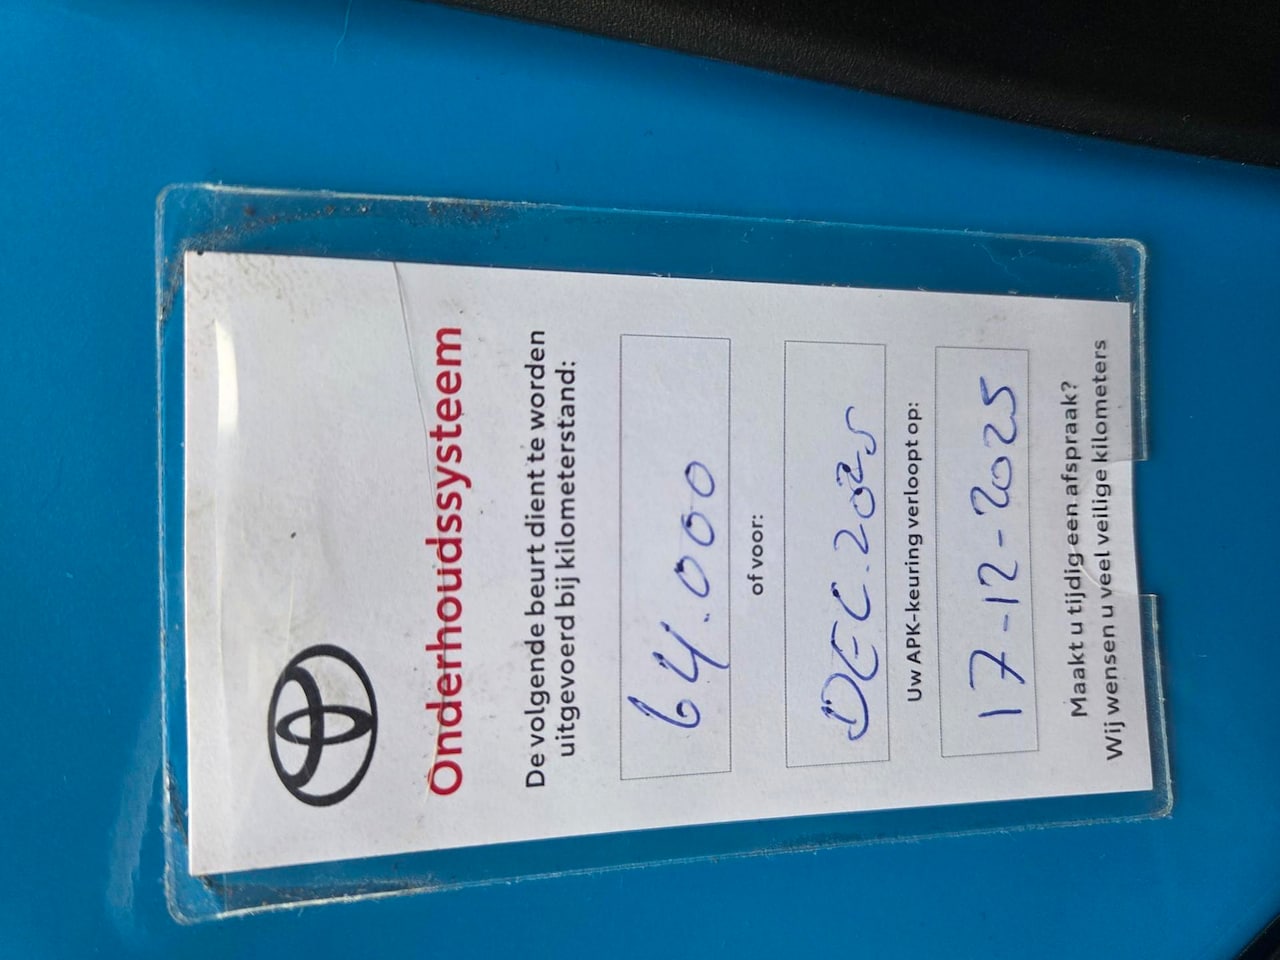 Onderhoudssysteem
De volgende beurt dient te worden
uitgevoerd bij kilometerstand:
64.000
of voor:
DEC. 2025
Uw APK-keuring verloopt op:
17-12-2025
Maakt u tijdig een afspraak?
Wij wensen u veel veilige kilometers